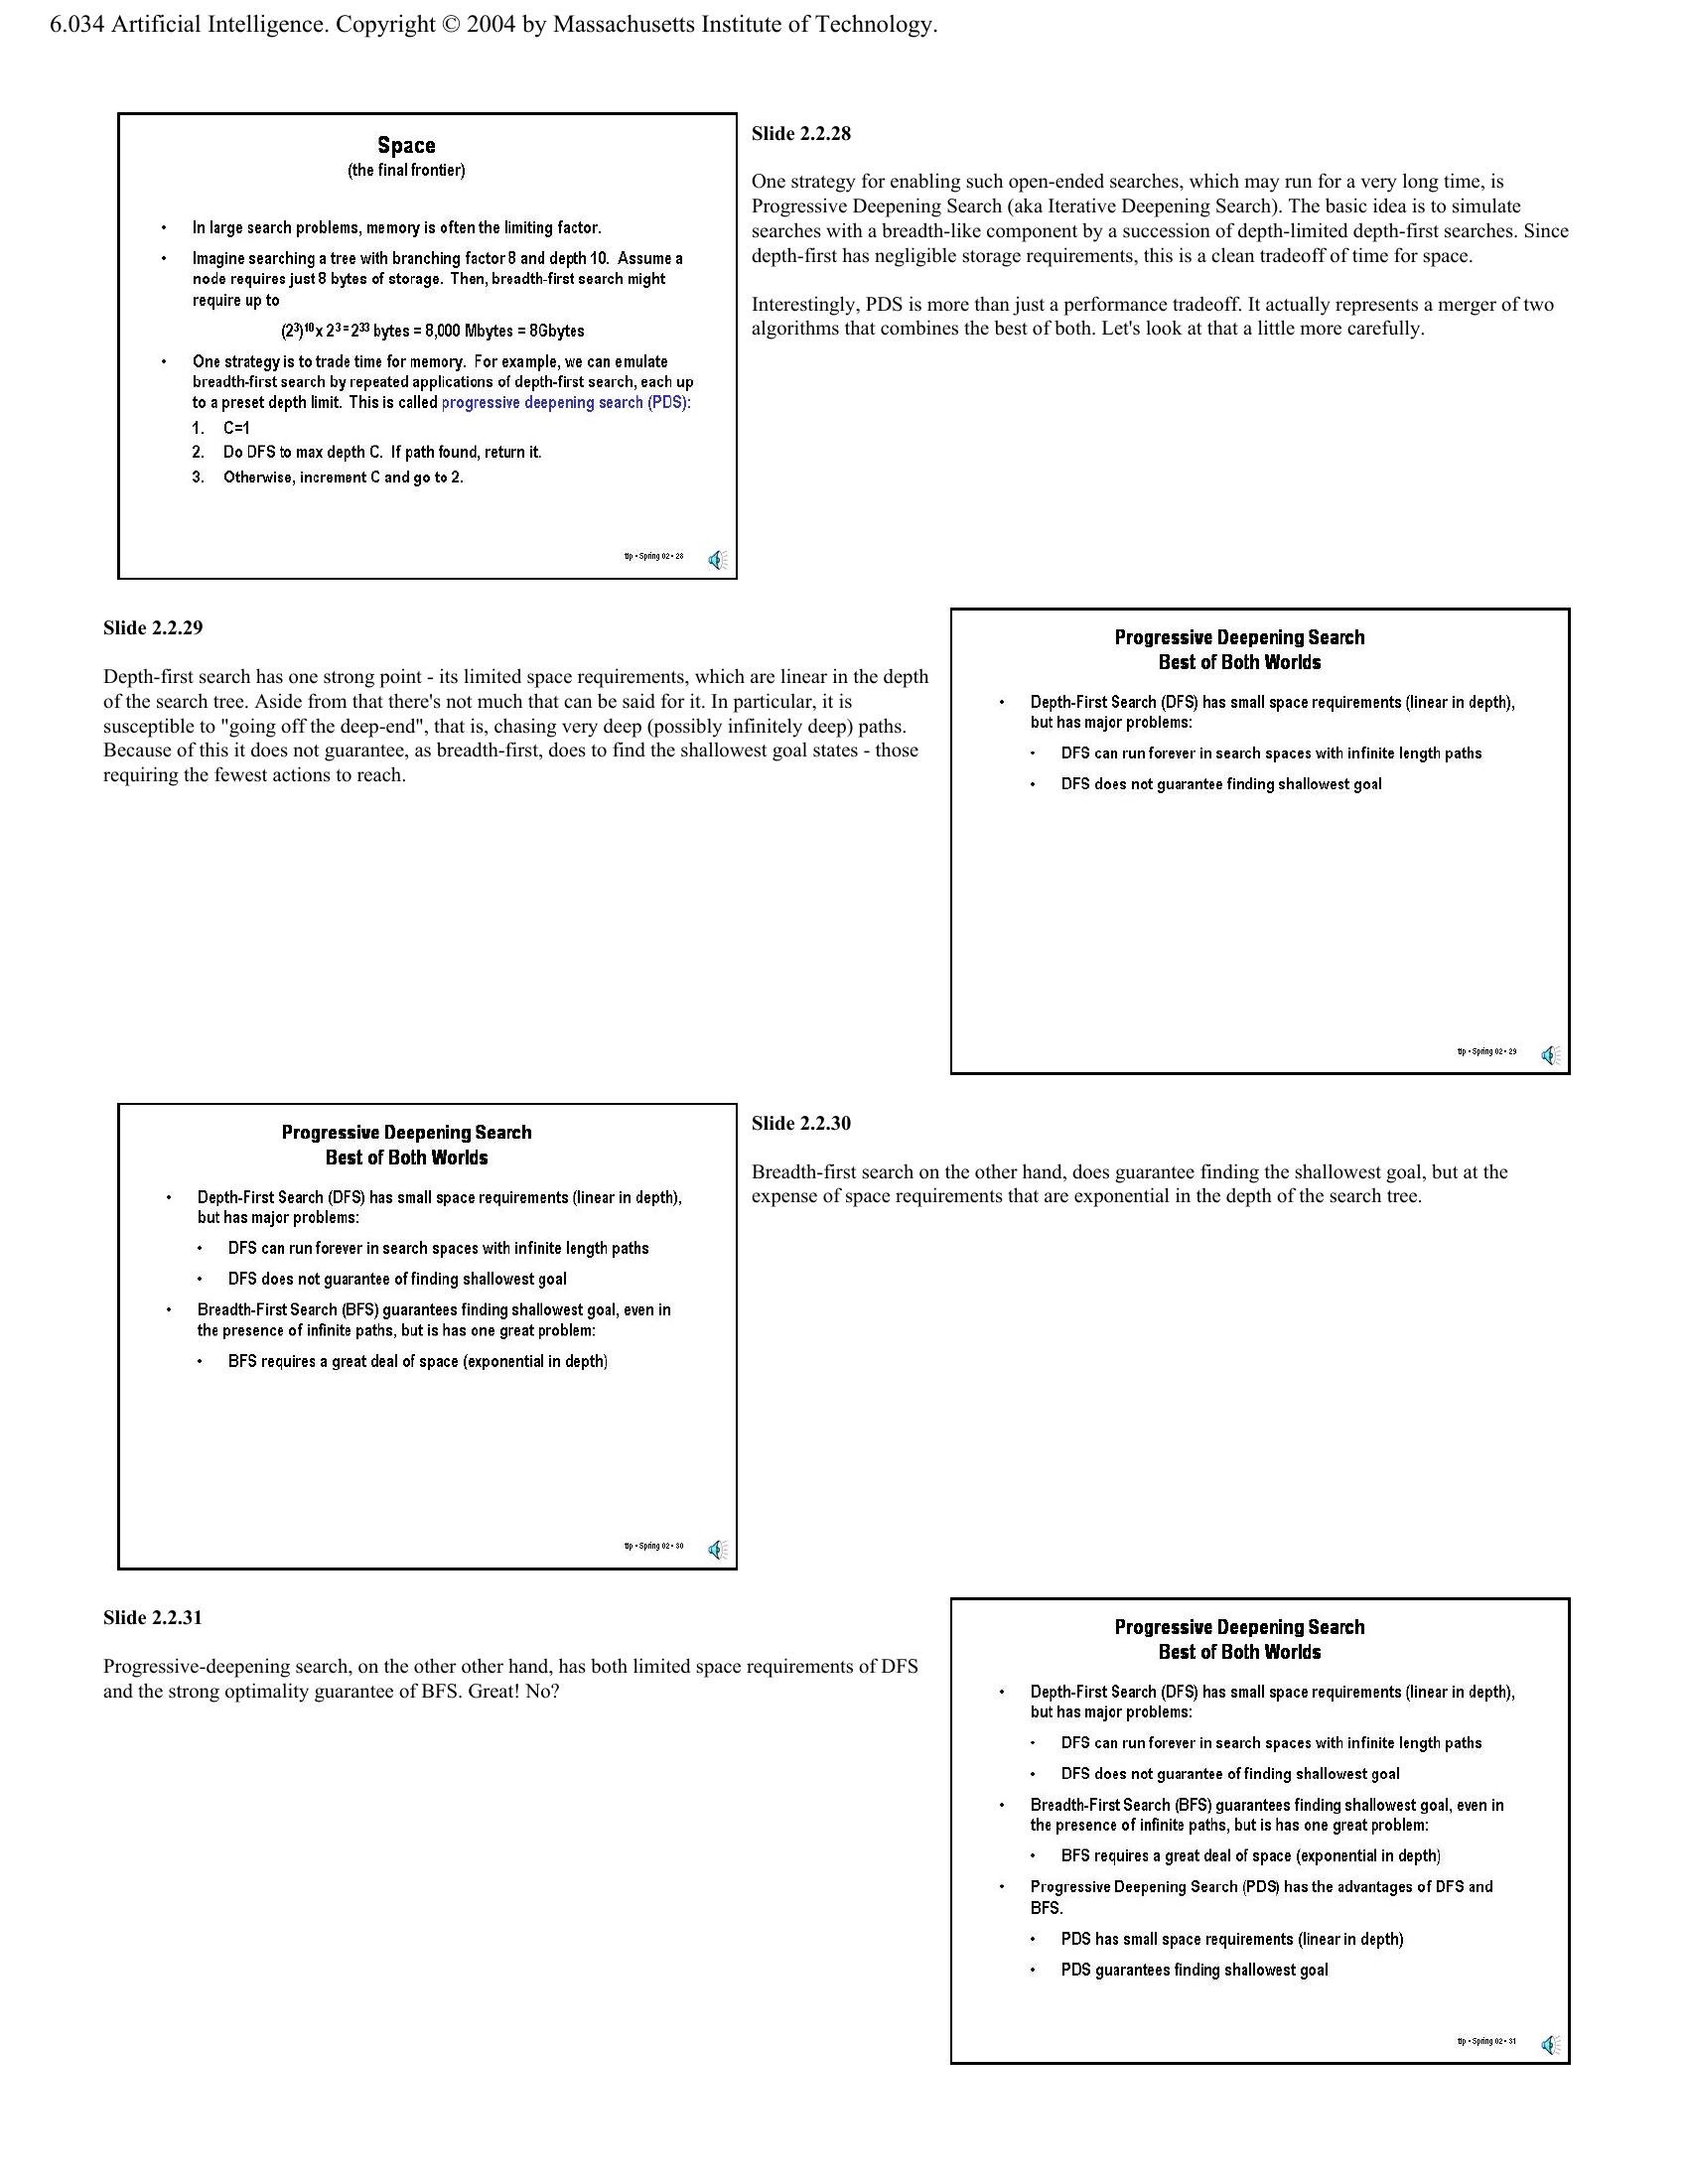 6.034 Artificial Intelligence. Copyright © 2004 by Massachusetts Institute of Technology.
Space
(the final frontier)
• In large search problems, memory is often the limiting factor.
• Imagine searching a tree with branching factor 8 and depth 10. Assume a
node requires just 8 bytes of storage. Then, breadth-first search might
require up to
(2³)¹⁰ x 2³ = 2³³ bytes = 8,000 Mbytes = 8Gbytes
• One strategy is to trade time for memory. For example, we can emulate
breadth-first search by repeated applications of depth-first search, each up
to a preset depth limit. This is called progressive deepening search (PDS):
1. C=1
2. Do DFS to max depth C. If path found, return it.
3. Otherwise, increment C and go to 2.
tlp • Spring 02 • 28
Slide 2.2.28
One strategy for enabling such open-ended searches, which may run for a very long time, is
Progressive Deepening Search (aka Iterative Deepening Search). The basic idea is to simulate
searches with a breadth-like component by a succession of depth-limited depth-first searches. Since
depth-first has negligible storage requirements, this is a clean tradeoff of time for space.
Interestingly, PDS is more than just a performance tradeoff. It actually represents a merger of two
algorithms that combines the best of both. Let's look at that a little more carefully.
Slide 2.2.29
Depth-first search has one strong point - its limited space requirements, which are linear in the depth
of the search tree. Aside from that there's not much that can be said for it. In particular, it is
susceptible to "going off the deep-end", that is, chasing very deep (possibly infinitely deep) paths.
Because of this it does not guarantee, as breadth-first, does to find the shallowest goal states - those
requiring the fewest actions to reach.
Progressive Deepening Search
Best of Both Worlds
• Depth-First Search (DFS) has small space requirements (linear in depth),
but has major problems:
• DFS can run forever in search spaces with infinite length paths
• DFS does not guarantee finding shallowest goal
tlp • Spring 02 • 29
Progressive Deepening Search
Best of Both Worlds
• Depth-First Search (DFS) has small space requirements (linear in depth),
but has major problems:
• DFS can run forever in search spaces with infinite length paths
• DFS does not guarantee of finding shallowest goal
• Breadth-First Search (BFS) guarantees finding shallowest goal, even in
the presence of infinite paths, but is has one great problem:
• BFS requires a great deal of space (exponential in depth)
tlp • Spring 02 • 30
Slide 2.2.30
Breadth-first search on the other hand, does guarantee finding the shallowest goal, but at the
expense of space requirements that are exponential in the depth of the search tree.
Slide 2.2.31
Progressive-deepening search, on the other other hand, has both limited space requirements of DFS
and the strong optimality guarantee of BFS. Great! No?
Progressive Deepening Search
Best of Both Worlds
• Depth-First Search (DFS) has small space requirements (linear in depth),
but has major problems:
• DFS can run forever in search spaces with infinite length paths
• DFS does not guarantee of finding shallowest goal
• Breadth-First Search (BFS) guarantees finding shallowest goal, even in
the presence of infinite paths, but is has one great problem:
• BFS requires a great deal of space (exponential in depth)
• Progressive Deepening Search (PDS) has the advantages of DFS and
BFS.
• PDS has small space requirements (linear in depth)
• PDS guarantees finding shallowest goal
tlp • Spring 02 • 31